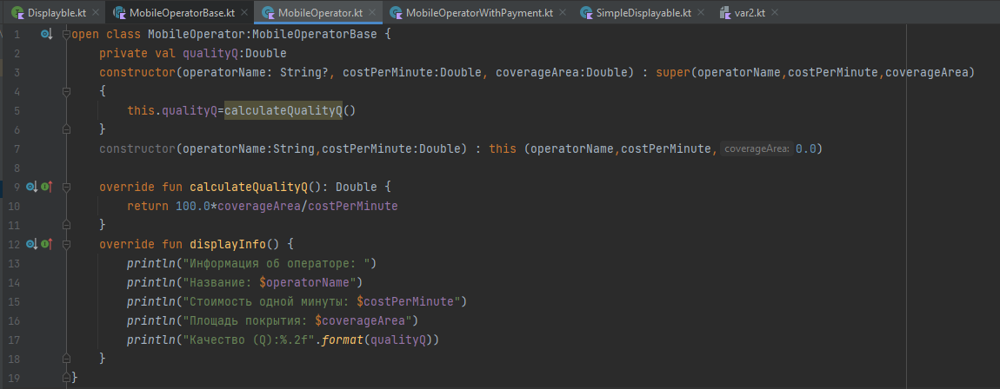 Displayble.kt MobileOperatorBase.kt MobileOperator.kt MobileOperatorWithPayment.kt SimpleDisplayable.kt var2.kt
1 open class MobileOperator:MobileOperatorBase {
2 private val qualityQ:Double
3 constructor(operatorName: String?, costPerMinute:Double, coverageArea:Double) : super(operatorName,costPerMinute,coverageArea)
4 {
5 this.qualityQ=calculateQualityQ()
6 }
7 constructor(operatorName:String,costPerMinute:Double) : this (operatorName,costPerMinute, coverageArea: 0.0)
8
9 override fun calculateQualityQ(): Double {
10 return 100.0*coverageArea/costPerMinute
11 }
12 override fun displayInfo() {
13 println("Информация об операторе: ")
14 println("Название: $operatorName")
15 println("Стоимость одной минуты: $costPerMinute")
16 println("Площадь покрытия: $coverageArea")
17 println("Качество (Q):%.2f".format(qualityQ))
18 }
19 }